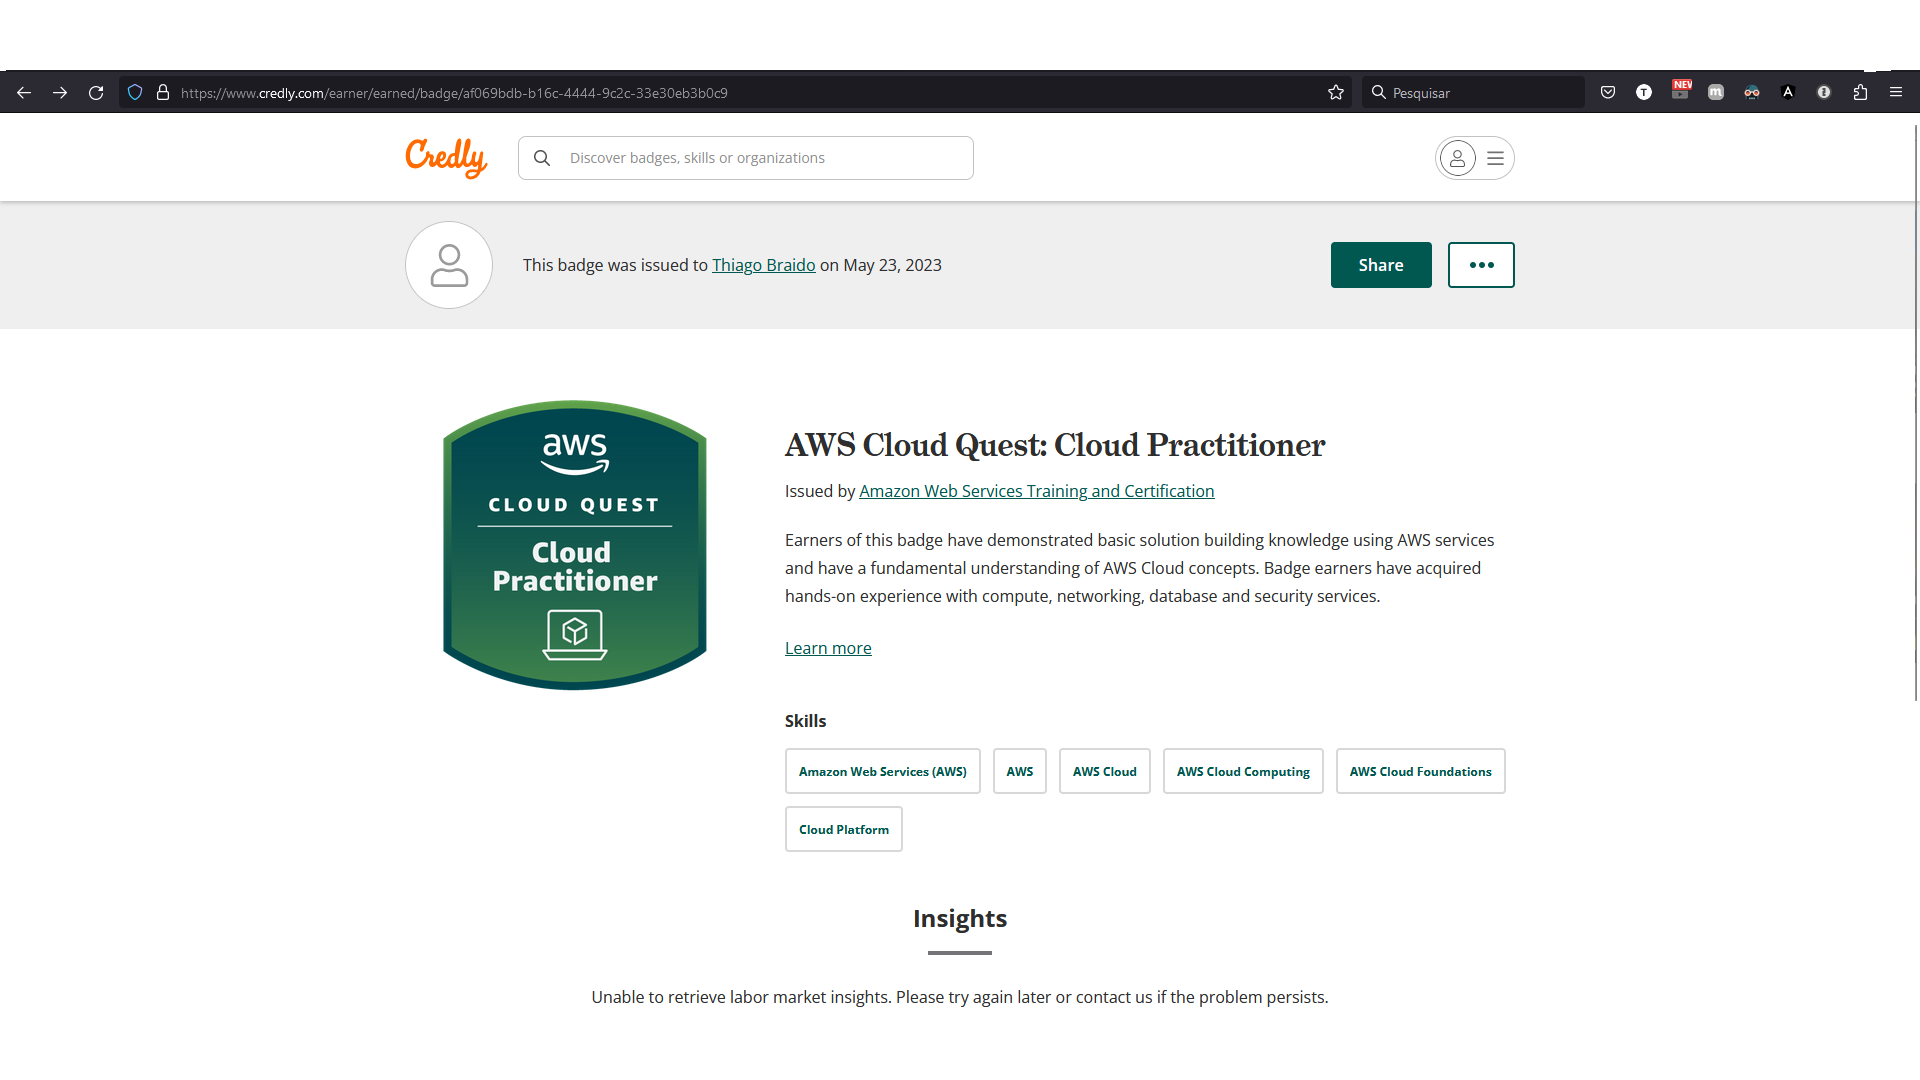 https://www.credly.com/earner/earned/badge/af069bdb-b16c-4444-9c2c-33e30eb3b0c9
Pesquisar
T
NEW
m
A
Credly
Discover badges, skills or organizations
This badge was issued to Thiago Braido on May 23, 2023
Share
aws
CLOUD QUEST
Cloud
Practitioner
AWS Cloud Quest: Cloud Practitioner
Issued by Amazon Web Services Training and Certification
Earners of this badge have demonstrated basic solution building knowledge using AWS services
and have a fundamental understanding of AWS Cloud concepts. Badge earners have acquired
hands-on experience with compute, networking, database and security services.
Learn more
Skills
Amazon Web Services (AWS)
AWS
AWS Cloud
AWS Cloud Computing
AWS Cloud Foundations
Cloud Platform
Insights
Unable to retrieve labor market insights. Please try again later or contact us if the problem persists.